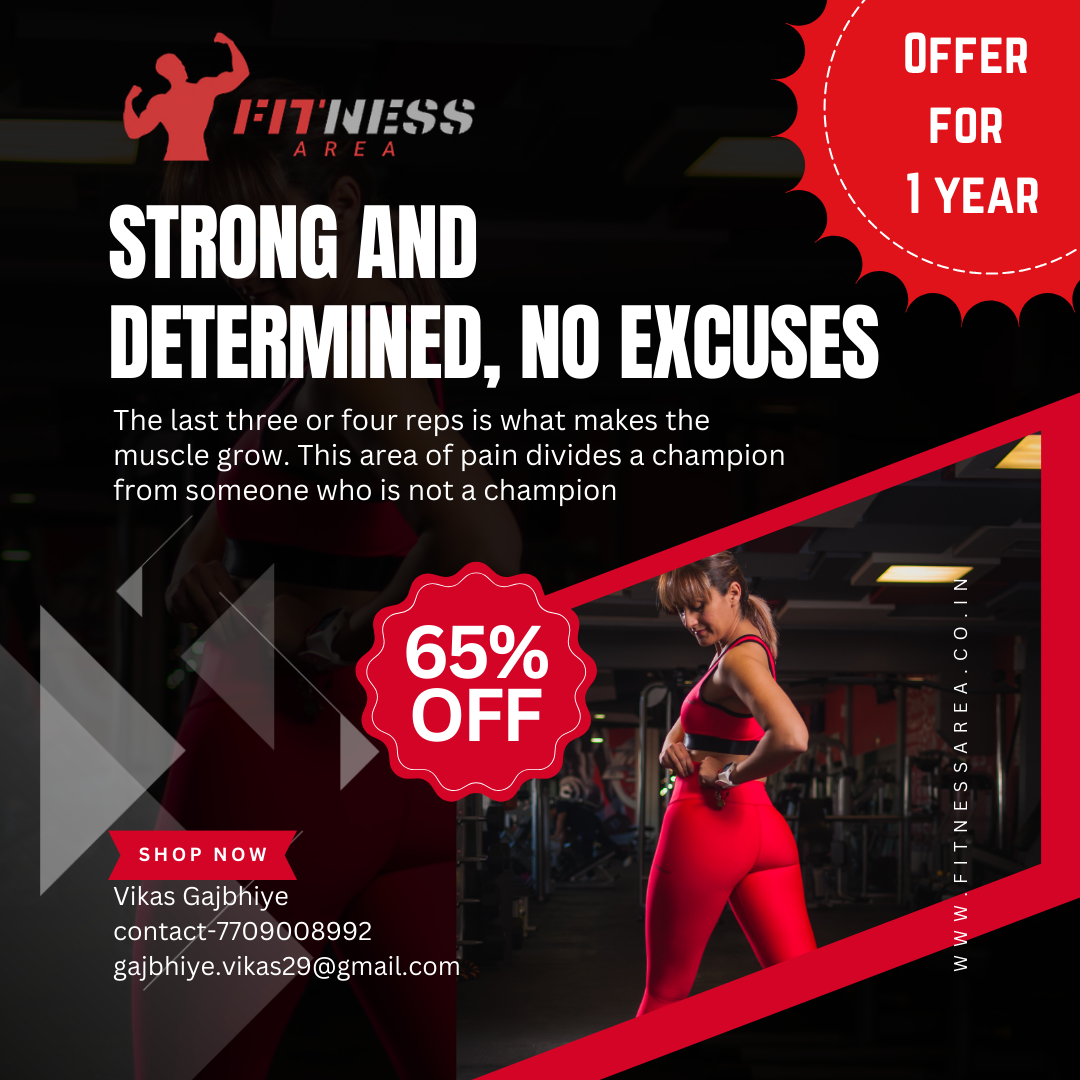 FITNESS
AREA
OFFER
FOR
1 YEAR
STRONG AND
DETERMINED, NO EXCUSES
The last three or four reps is what makes the
muscle grow. This area of pain divides a champion
from someone who is not a champion
65%
OFF
WWW.FITNESSAREA.CO.IN
SHOP NOW
Vikas Gajbhiye
contact-7709008992
gajbhiye.vikas29@gmail.com